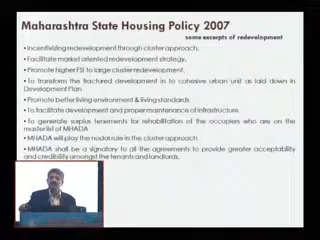 Maharashtra State Housing Policy 2007
some excerpts of redevelopment
• Incentivizing redevelopment through cluster approach,
• Facilitate market oriented redevelopment strategy,
• Promote higher FSI to large cluster redevelopment.
• To transform the fractured development in to cohesive urban unit as laid down in
Development Plan
• Promote better living environment & living standards
• To facilitate development and proper maintenance of infrastructure.
• To generate surplus tenements for rehabilitation of the occupiers who are on the
master list of MHADA
• MHADA will play the nodal role in the cluster approach
• MHADA shall be a signatory to all the agreements to provide greater acceptability
and credibility amongst the tenants and landlords,